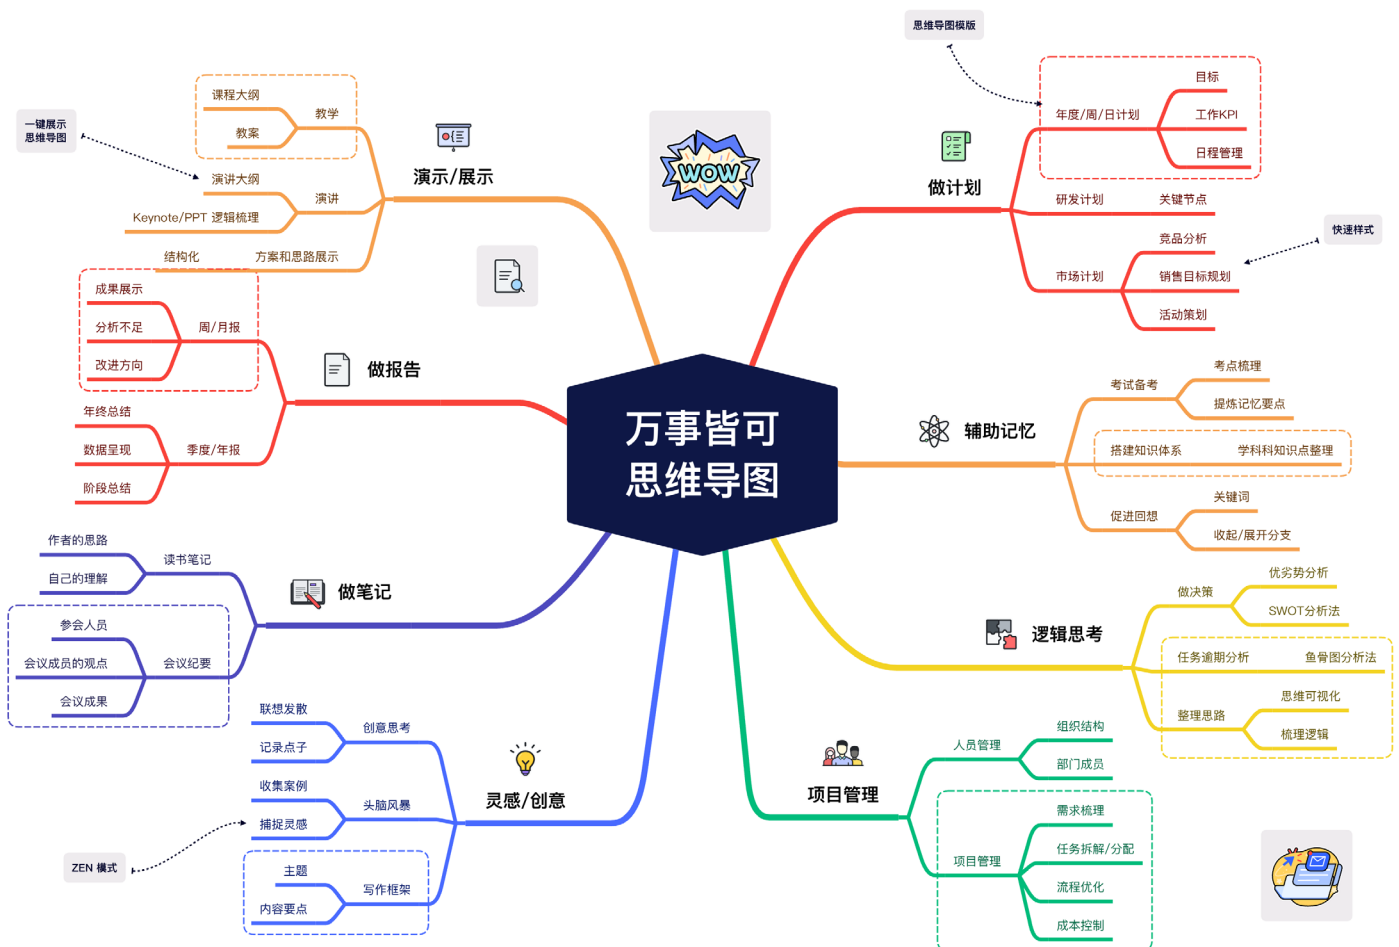 万事皆可
思维导图
WOW
思维导图模版
做计划
年度/周/日计划
目标
工作KPI
日程管理
研发计划
关键节点
市场计划
竞品分析
销售目标规划
活动策划
快速样式
辅助记忆
考试备考
考点梳理
提炼记忆要点
搭建知识体系
学科科知识点整理
促进回想
关键词
收起/展开分支
逻辑思考
做决策
优劣势分析
SWOT分析法
任务逾期分析
鱼骨图分析法
整理思路
思维可视化
梳理逻辑
项目管理
人员管理
组织结构
部门成员
项目管理
需求梳理
任务拆解/分配
流程优化
成本控制
演示/展示
教学
课程大纲
教案
演讲
演讲大纲
Keynote/PPT 逻辑梳理
方案和思路展示
结构化
一键展示
思维导图
做报告
周/月报
成果展示
分析不足
改进方向
季度/年报
年终总结
数据呈现
阶段总结
做笔记
读书笔记
作者的思路
自己的理解
会议纪要
参会人员
会议成员的观点
会议成果
灵感/创意
创意思考
联想发散
记录点子
头脑风暴
收集案例
捕捉灵感
写作框架
主题
内容要点
ZEN 模式